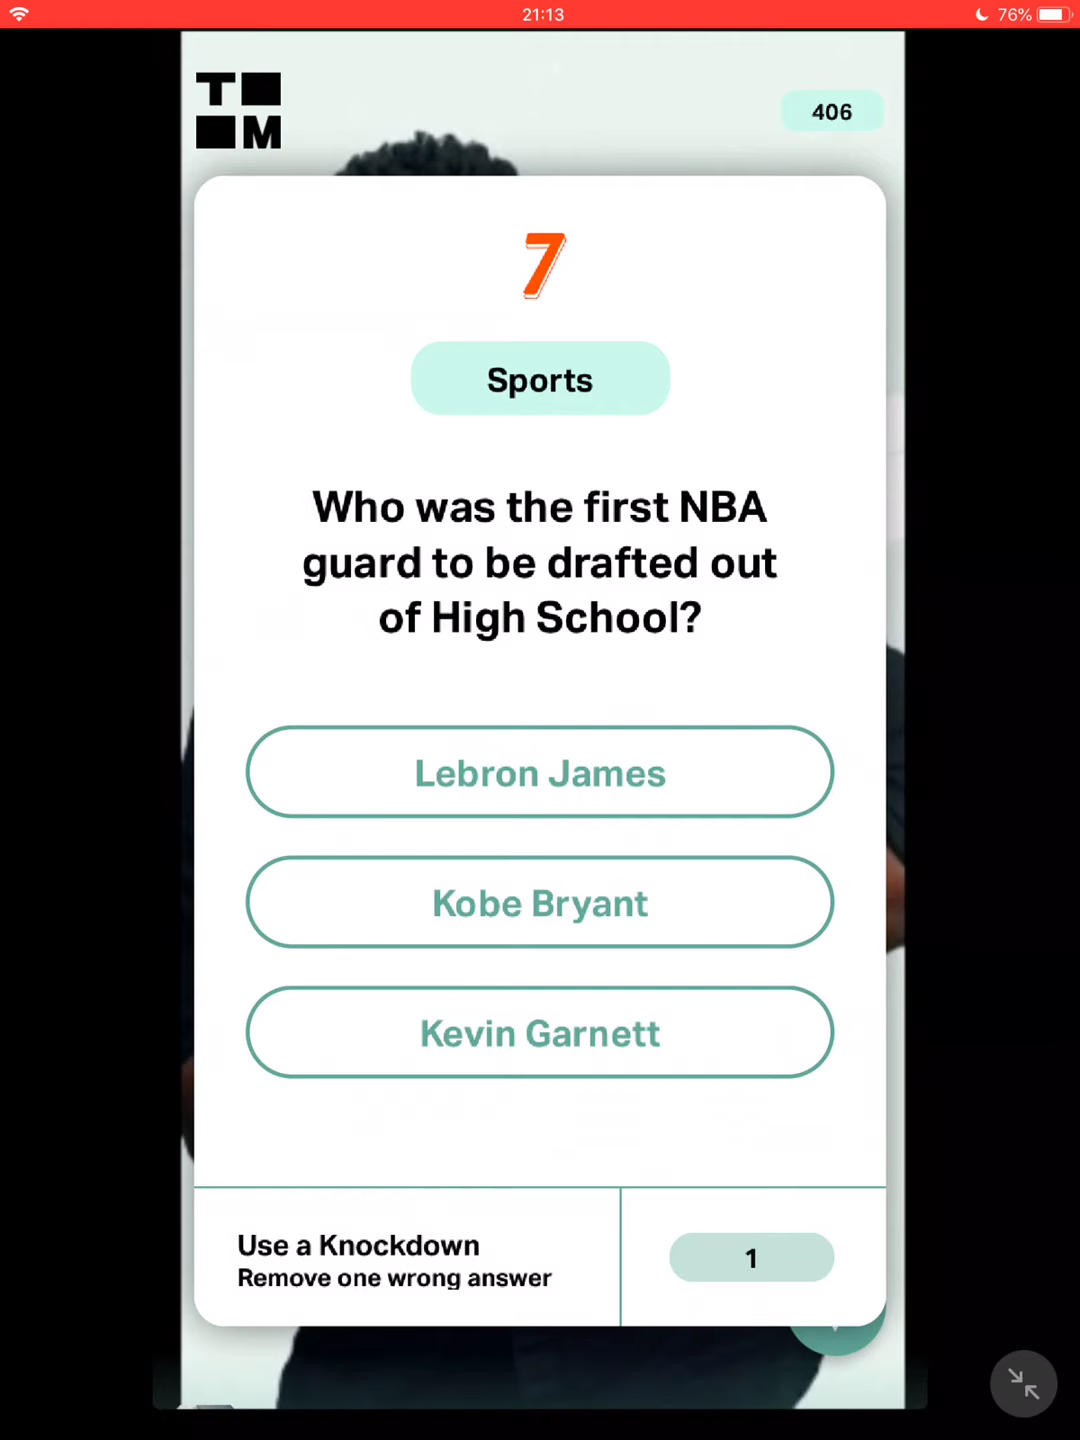 21:13
76%
T
M
406
7
Sports
Who was the first NBA
guard to be drafted out
of High School?
Lebron James
Kobe Bryant
Kevin Garnett
Use a Knockdown
Remove one wrong answer
1